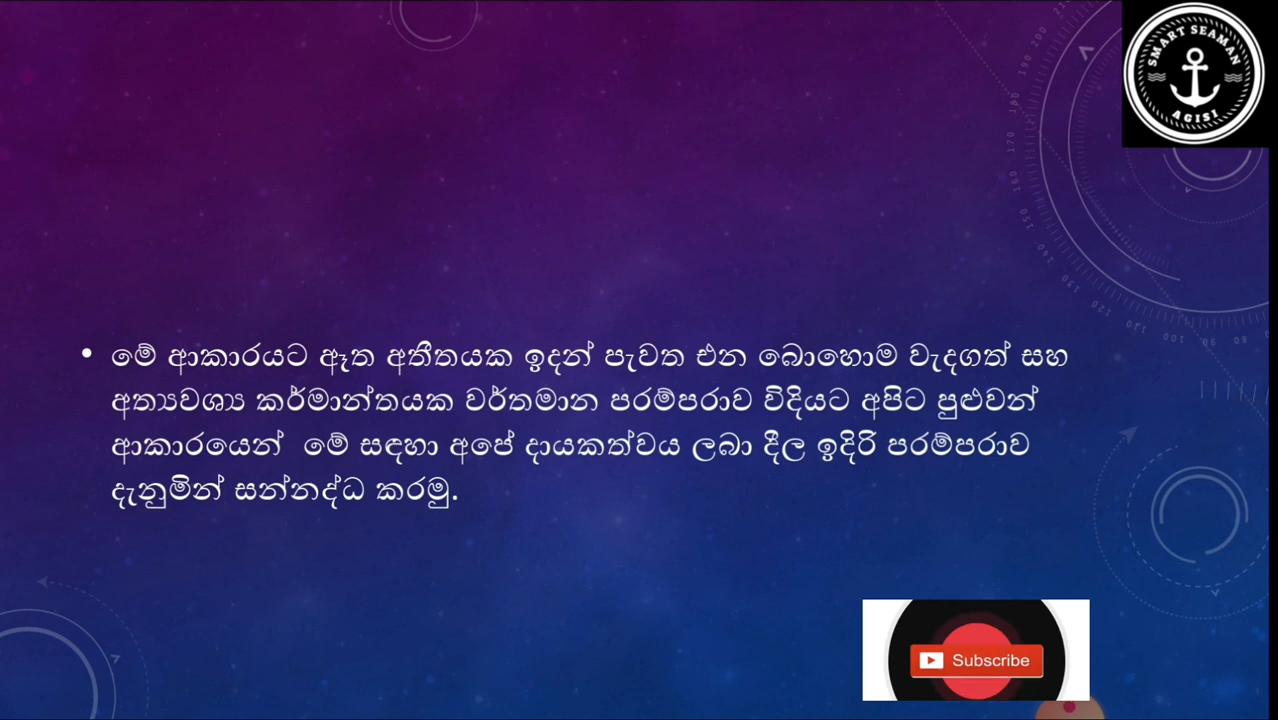 SMART SEAMAN
AGISI
• මේ ආකාරයට ඈත අතීතයක ඉදන් පැවත එන බොහොම වැදගත් සහ
අත්‍යවශ්‍ය කර්මාන්තයක වර්තමාන පරම්පරාව විදියට අපිට පුළුවන්
ආකාරයෙන් මේ සඳහා අපේ දායකත්වය ලබා දීල ඉදිරි පරම්පරාව
දැනුමින් සන්නද්ධ කරමු.
Subscribe